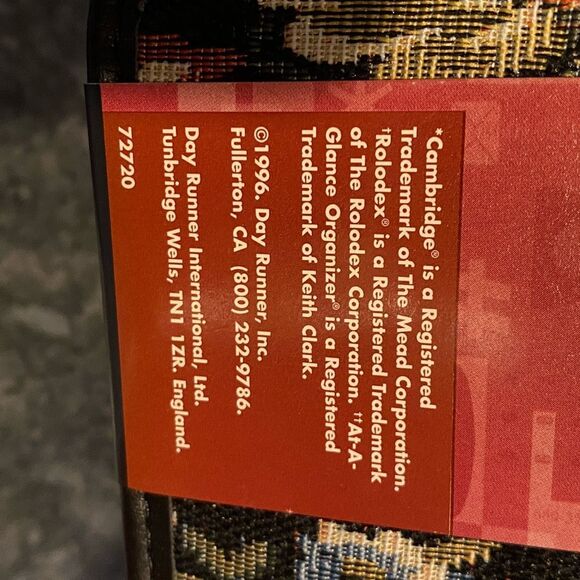 *Cambridge® is a Registered
Trademark of The Mead Corporation.
†Rolodex® is a Registered Trademark
of The Rolodex Corporation. ††At-A-
Glance Organizer® is a Registered
Trademark of Keith Clark.
©1996. Day Runner, Inc.
Fullerton, CA (800) 232-9786.
Day Runner International, Ltd.
Tunbridge Wells, TN1 1ZR. England.
72720